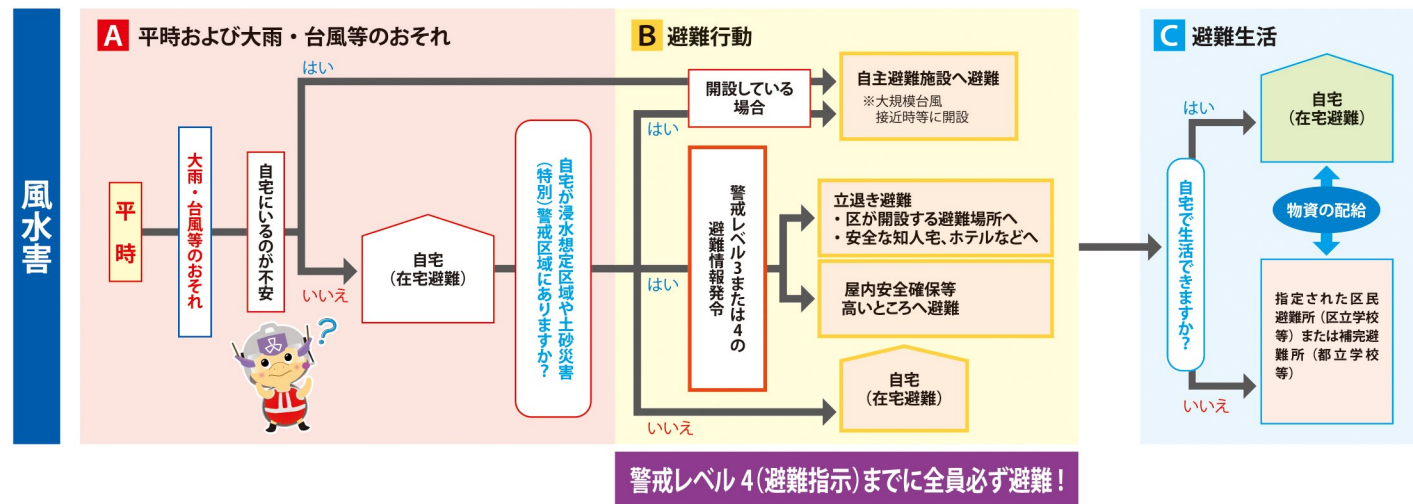 風水害
A 平時および大雨・台風等のおそれ
平時
大雨・台風等のおそれ
自宅にいるのが不安
はい
いいえ
自宅
(在宅避難)
?
自宅が浸水想定区域や土砂災害
(特別)警戒区域にありますか?
B 避難行動
はい
開設している
場合
自主避難施設へ避難
※大規模台風
接近時等に開設
はい
警戒レベル3または4の
避難情報発令
立退き避難
・区が開設する避難場所へ
・安全な知人宅、ホテルなどへ
屋内安全確保等
高いところへ避難
いいえ
自宅
(在宅避難)
警戒レベル4(避難指示)までに全員必ず避難!
C 避難生活
自宅で生活できますか?
はい
自宅
(在宅避難)
物資の配給
いいえ
指定された区民
避難所(区立学校
等)または補完避
難所(都立学校
等)